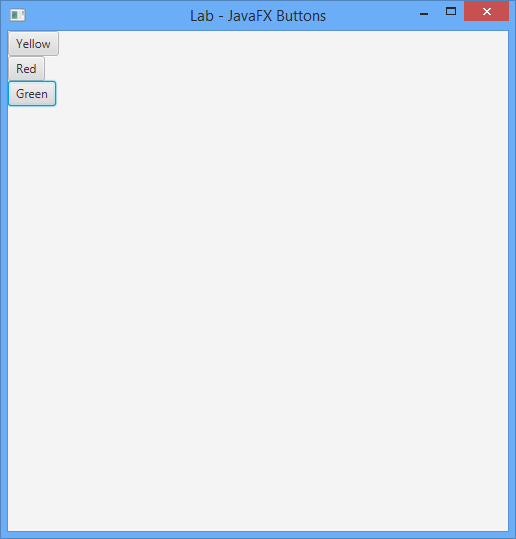 Lab - JavaFX Buttons
Yellow
Red
Green